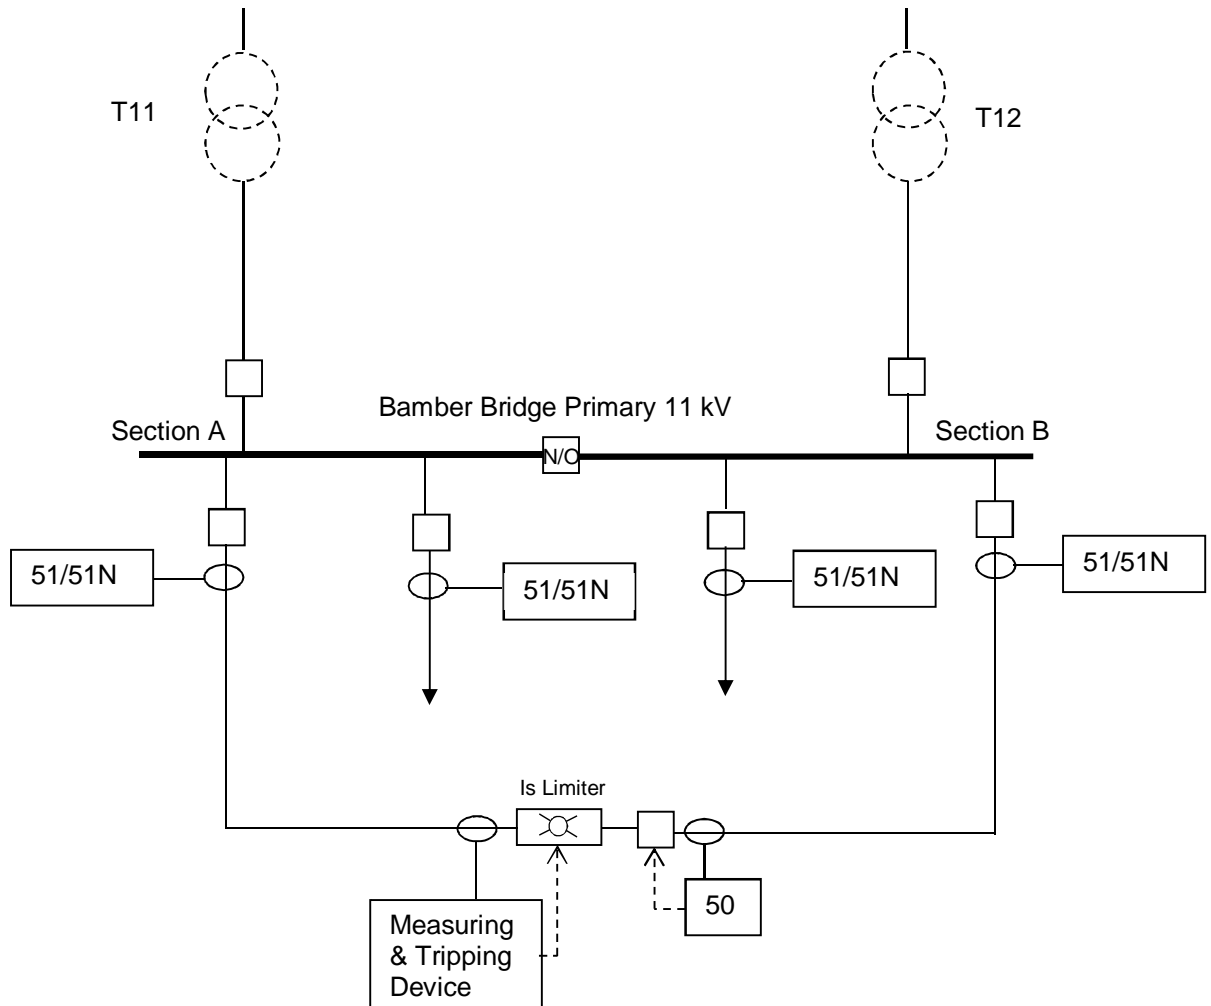 T11
T12
Bamber Bridge Primary 11 kV
Section A
Section B
N/O
51/51N
51/51N
51/51N
51/51N
Is Limiter
50
Measuring
& Tripping
Device